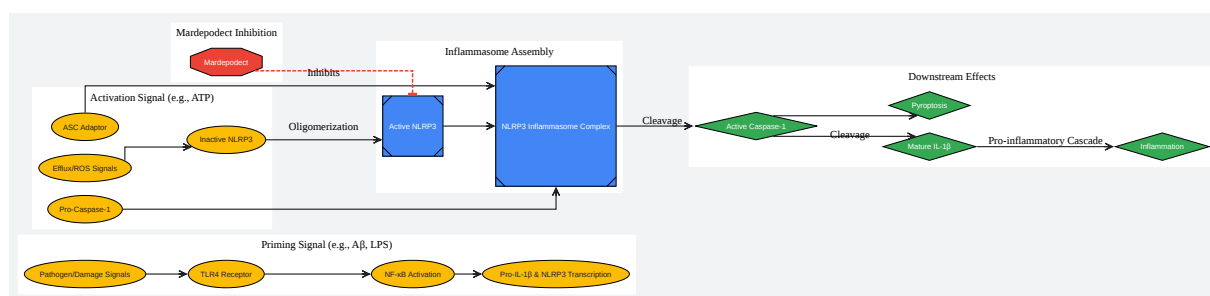 Mardepodect Inhibition
Mardepodect
Inhibits
Inflammasome Assembly
Active NLRP3
NLRP3 Inflammasome Complex
Activation Signal (e.g., ATP)
ASC Adaptor
Inactive NLRP3
Efflux/ROS Signals
Pro-Caspase-1
Oligomerization
Cleavage
Downstream Effects
Pyroptosis
Active Caspase-1
Cleavage
Mature IL-1β
Pro-inflammatory Cascade
Inflammation
Priming Signal (e.g., Aβ, LPS)
Pathogen/Damage Signals
TLR4 Receptor
NF-κB Activation
Pro-IL-1β & NLRP3 Transcription